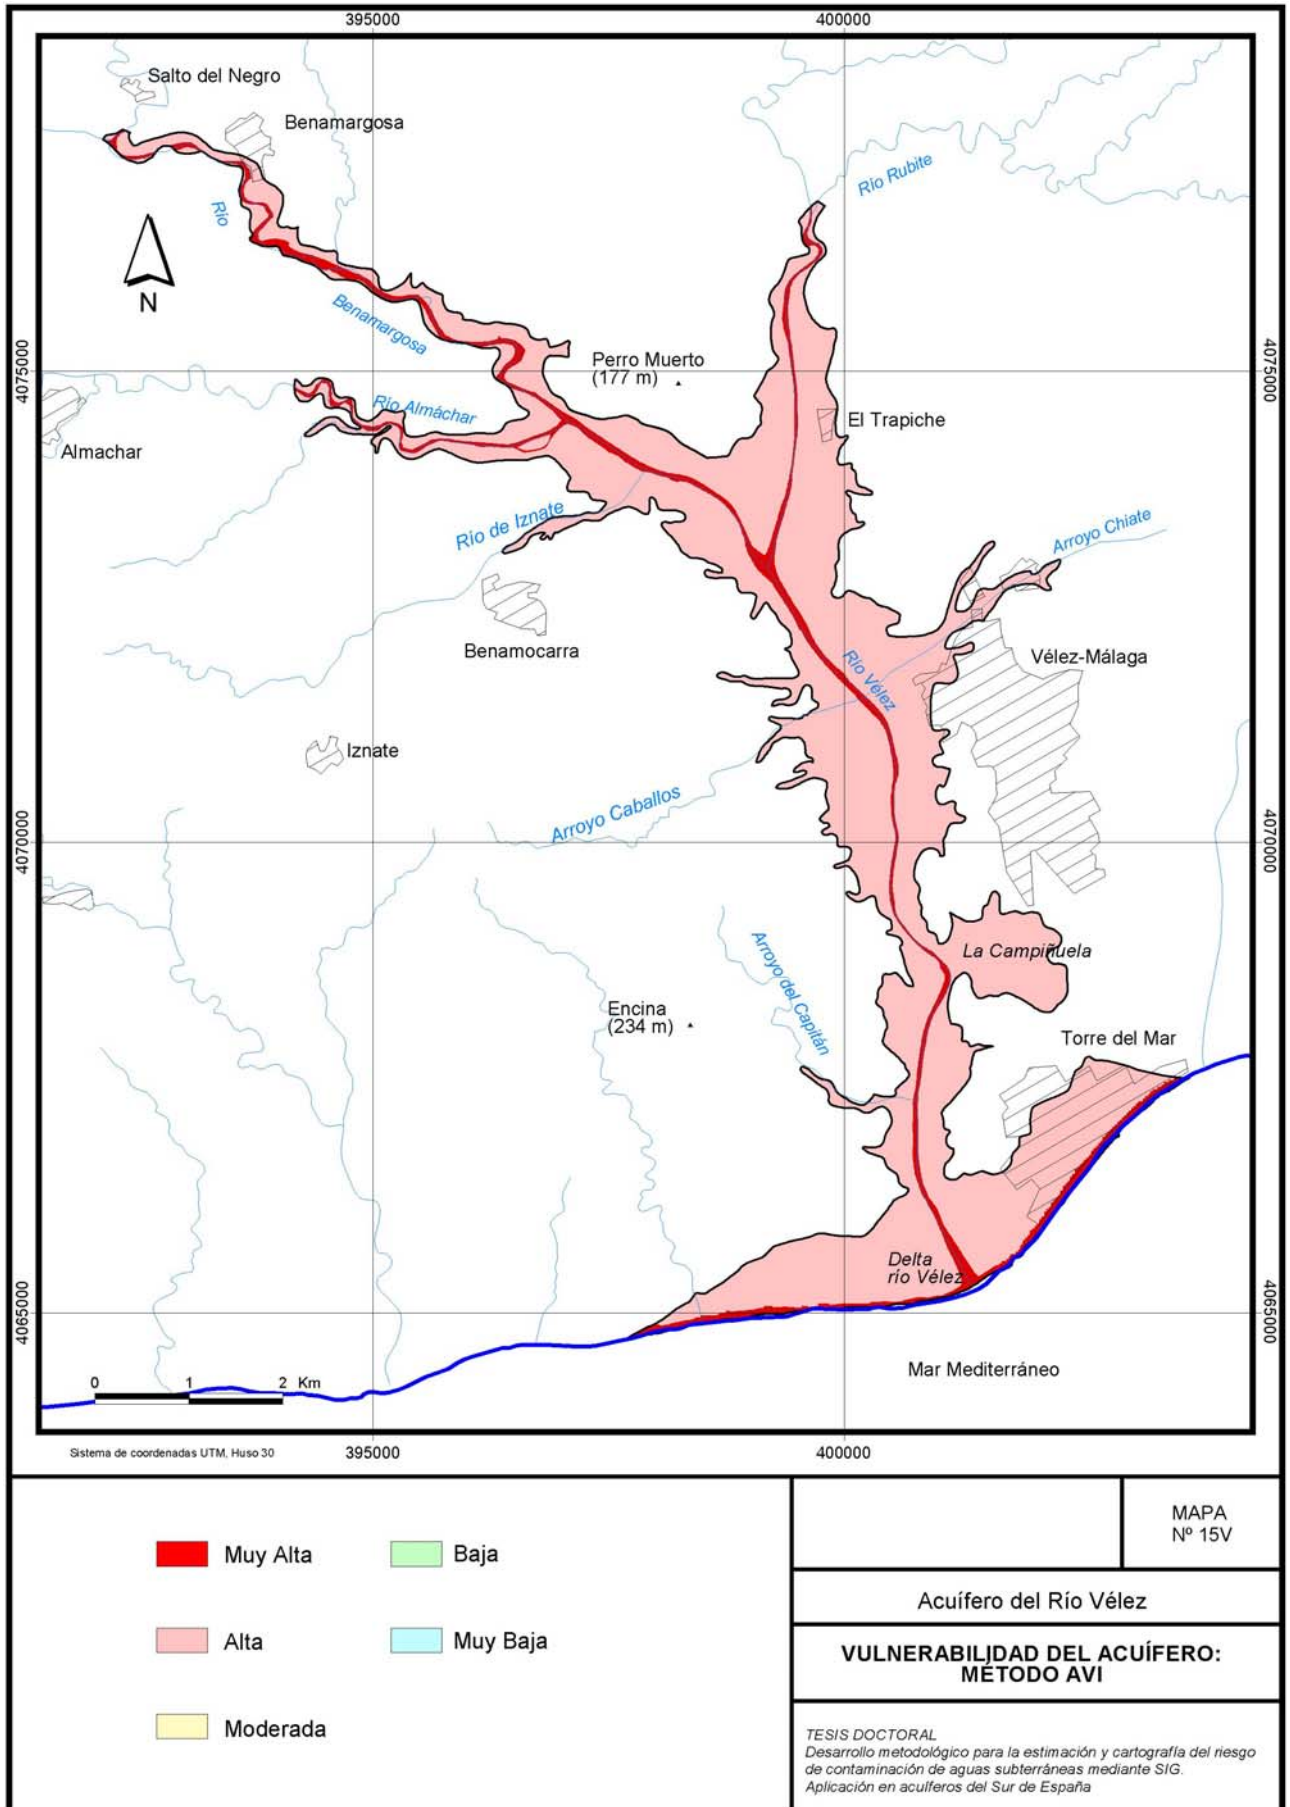 395000
400000
Salto del Negro
Benamargosa
Río Rubite
Río
N
Benamargosa
4075000
4075000
Perro Muerto
(177 m)
Río Almáchar
El Trapiche
Almachar
Río de Iznate
Arroyo Chiate
Benamocarra
Río Vélez
Vélez-Málaga
Iznate
Arroyo Caballos
4070000
4070000
La Campiñuela
Arroyo del Capitán
Encina
(234 m)
Torre del Mar
Delta
río Vélez
4065000
4065000
Mar Mediterráneo
0 1 2 Km
Sistema de coordenadas UTM, Huso 30
395000
400000
Muy Alta
Baja
Alta
Muy Baja
Moderada
MAPA
Nº 15V
Acuífero del Río Vélez
VULNERABILIDAD DEL ACUÍFERO:
MÉTODO AVI
TESIS DOCTORAL
Desarrollo metodológico para la estimación y cartografía del riesgo
de contaminación de aguas subterráneas mediante SIG.
Aplicación en acuíferos del Sur de España